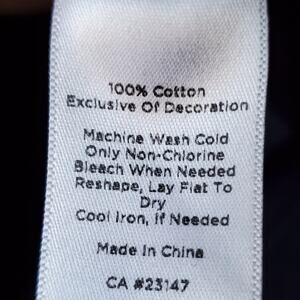 100% Cotton
Exclusive Of Decoration
Machine Wash Cold
Only Non-Chlorine
Bleach When Needed
Reshape, Lay Flat To
Dry
Cool Iron, If Needed
Made In China
CA #23147